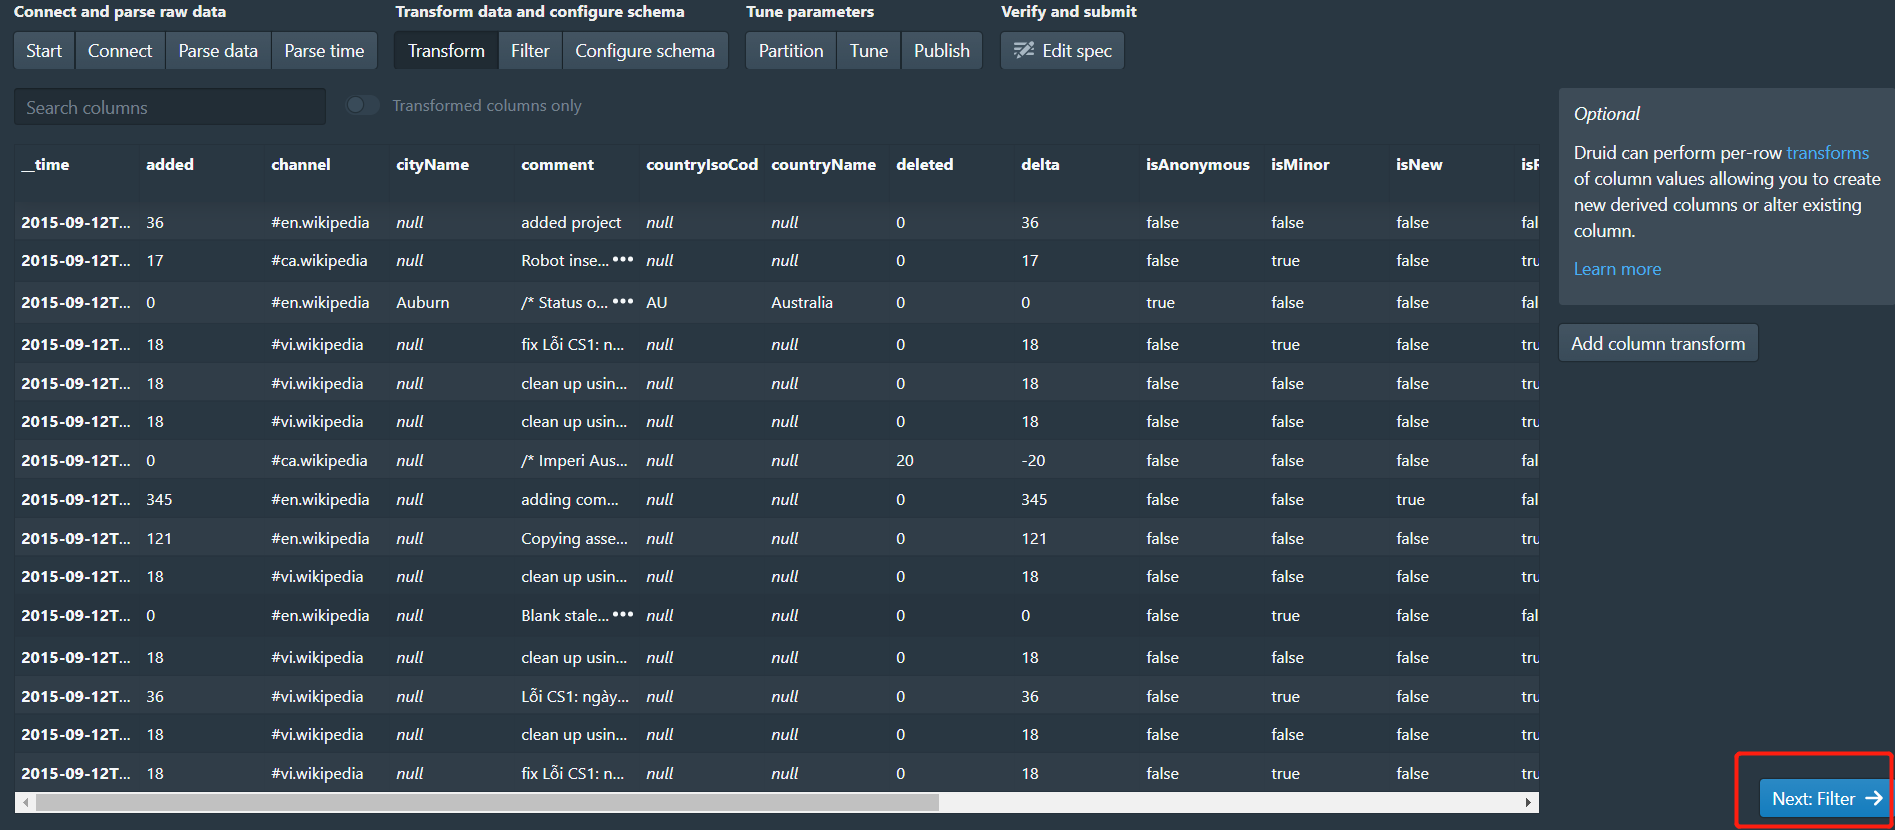 Connect and parse raw data Transform data and configure schema Tune parameters Verify and submit
Start Connect Parse data Parse time Transform Filter Configure schema Partition Tune Publish Edit spec
Search columns Transformed columns only
__time added channel cityName comment countryIsoCod countryName deleted delta isAnonymous isMinor isNew isF
2015-09-12T... 36 #en.wikipedia null added project null null 0 36 false false false fal
2015-09-12T... 17 #ca.wikipedia null Robot inse... ••• null null 0 17 false true false tru
2015-09-12T... 0 #en.wikipedia Auburn /* Status o... ••• AU Australia 0 0 true false false fal
2015-09-12T... 18 #vi.wikipedia null fix Lỗi CS1: n... null null 0 18 false true false tru
2015-09-12T... 18 #vi.wikipedia null clean up usin... null null 0 18 false false false tru
2015-09-12T... 18 #vi.wikipedia null clean up usin... null null 0 18 false false false tru
2015-09-12T... 0 #ca.wikipedia null /* Imperi Aus... null null 20 -20 false false false fal
2015-09-12T... 345 #en.wikipedia null adding com... null null 0 345 false false true fal
2015-09-12T... 121 #en.wikipedia null Copying asse... null null 0 121 false false false tru
2015-09-12T... 18 #vi.wikipedia null clean up usin... null null 0 18 false false false tru
2015-09-12T... 0 #en.wikipedia null Blank stale... ••• null null 0 0 false true false fal
2015-09-12T... 18 #vi.wikipedia null clean up usin... null null 0 18 false false false tru
2015-09-12T... 36 #vi.wikipedia null Lỗi CS1: ngày... null null 0 36 false true false tru
2015-09-12T... 18 #vi.wikipedia null clean up usin... null null 0 18 false false false tru
2015-09-12T... 18 #vi.wikipedia null fix Lỗi CS1: n... null null 0 18 false true false tru
Optional
Druid can perform per-row transforms
of column values allowing you to create
new derived columns or alter existing
column.
Learn more
Add column transform
Next: Filter →